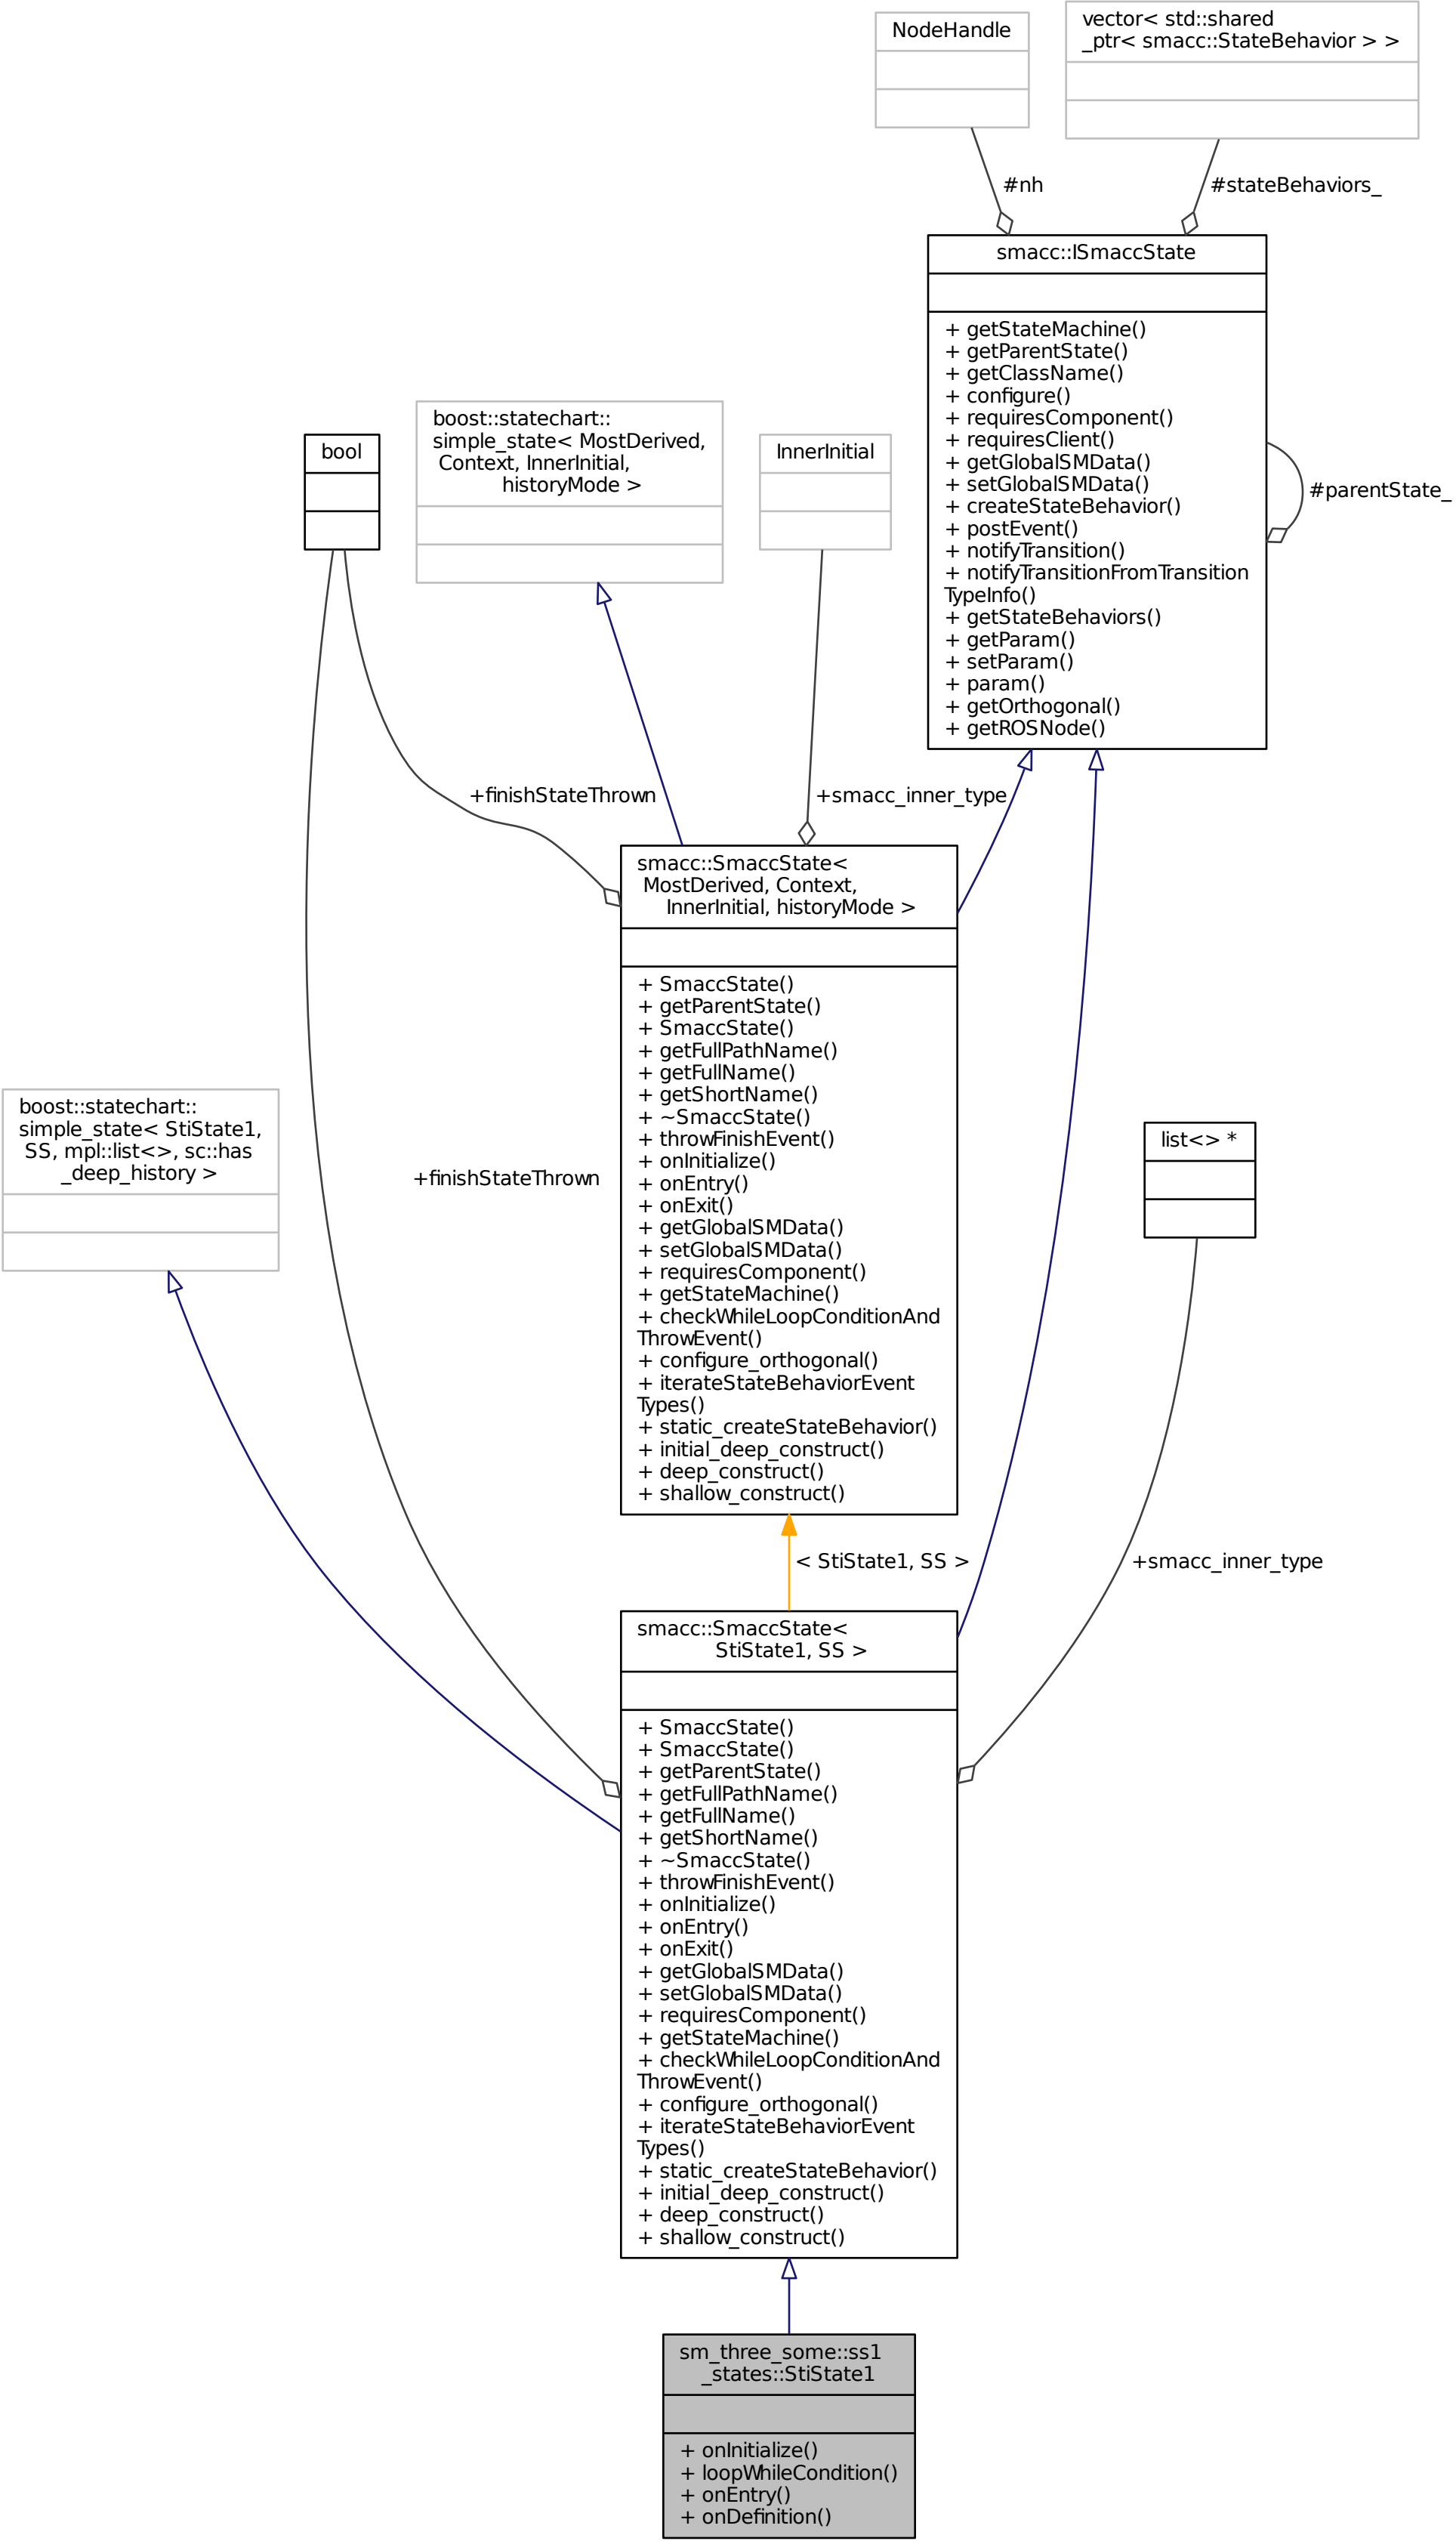 NodeHandle
vector< std::shared
_ptr< smacc::StateBehavior > >
#nh
#stateBehaviors_
smacc::ISmaccState
+ getStateMachine()
+ getParentState()
+ getClassName()
+ configure()
+ requiresComponent()
+ requiresClient()
+ getGlobalSMData()
+ setGlobalSMData()
+ createStateBehavior()
+ postEvent()
+ notifyTransition()
+ notifyTransitionFromTransition
TypeInfo()
+ getStateBehaviors()
+ getParam()
+ setParam()
+ param()
+ getOrthogonal()
+ getROSNode()
#parentState_
bool
boost::statechart::
simple_state< MostDerived,
Context, InnerInitial,
historyMode >
InnerInitial
+finishStateThrown
+smacc_inner_type
smacc::SmaccState<
MostDerived, Context,
InnerInitial, historyMode >
+ SmaccState()
+ getParentState()
+ SmaccState()
+ getFullPathName()
+ getFullName()
+ getShortName()
+ ~SmaccState()
+ throwFinishEvent()
+ onInitialize()
+ onEntry()
+ onExit()
+ getGlobalSMData()
+ setGlobalSMData()
+ requiresComponent()
+ getStateMachine()
+ checkWhileLoopConditionAnd
ThrowEvent()
+ configure_orthogonal()
+ iterateStateBehaviorEvent
Types()
+ static_createStateBehavior()
+ initial_deep_construct()
+ deep_construct()
+ shallow_construct()
boost::statechart::
simple_state< StiState1,
SS, mpl::list<>, sc::has
_deep_history >
+finishStateThrown
list<> *
< StiState1, SS >
+smacc_inner_type
smacc::SmaccState<
StiState1, SS >
+ SmaccState()
+ SmaccState()
+ getParentState()
+ getFullPathName()
+ getFullName()
+ getShortName()
+ ~SmaccState()
+ throwFinishEvent()
+ onInitialize()
+ onEntry()
+ onExit()
+ getGlobalSMData()
+ setGlobalSMData()
+ requiresComponent()
+ getStateMachine()
+ checkWhileLoopConditionAnd
ThrowEvent()
+ configure_orthogonal()
+ iterateStateBehaviorEvent
Types()
+ static_createStateBehavior()
+ initial_deep_construct()
+ deep_construct()
+ shallow_construct()
sm_three_some::ss1
_states::StiState1
+ onInitialize()
+ loopWhileCondition()
+ onEntry()
+ onDefinition()